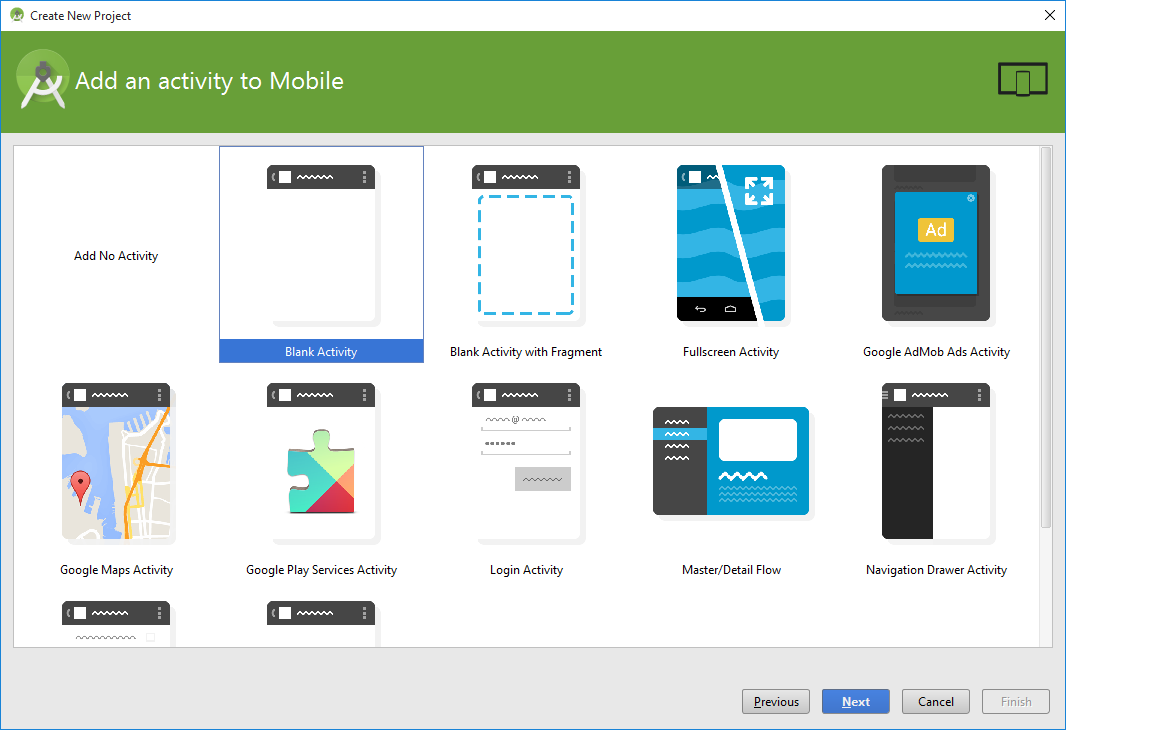 Create New Project
Add an activity to Mobile
Add No Activity
Blank Activity
Blank Activity with Fragment
Fullscreen Activity
Ad
Google AdMob Ads Activity
Google Maps Activity
Google Play Services Activity
@
Login Activity
Master/Detail Flow
Navigation Drawer Activity
Previous
Next
Cancel
Finish